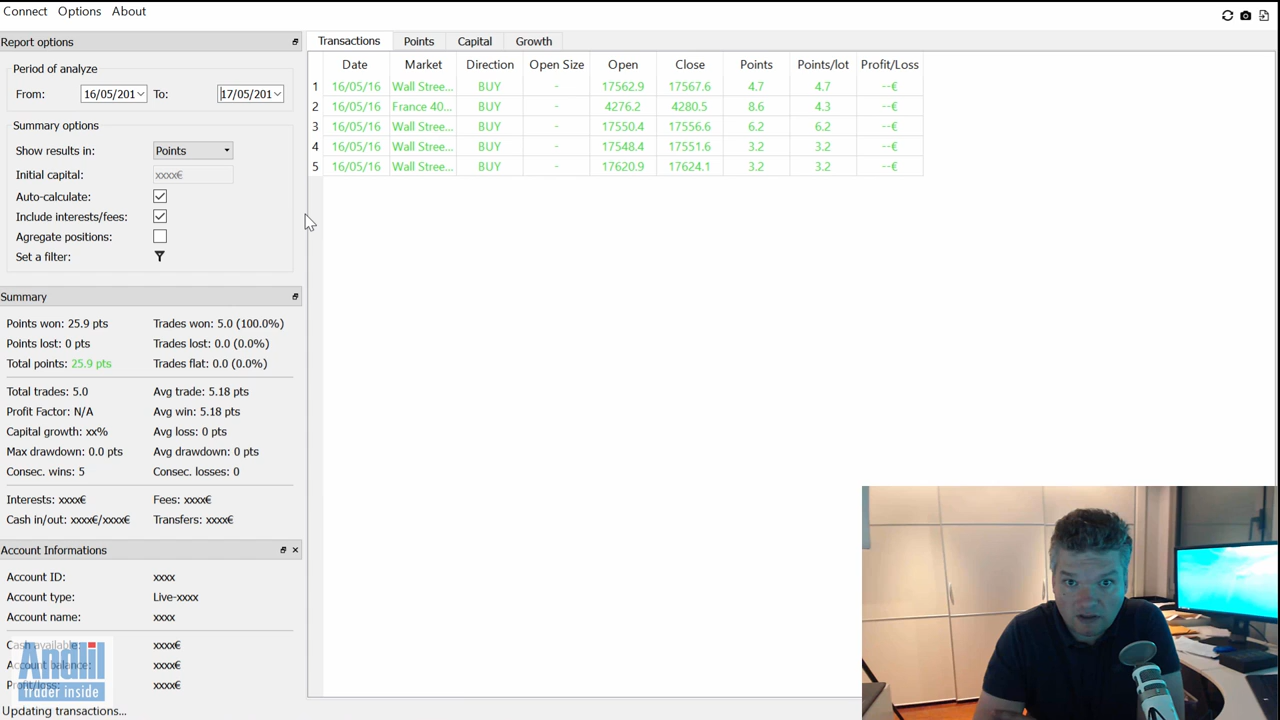 Connect Options About
Report options
Period of analyze
From: 16/05/201 To: 17/05/201
Summary options
Show results in: Points
Initial capital: xxxx€
Auto-calculate:
Include interests/fees:
Agregate positions:
Set a filter:
Summary
Points won: 25.9 pts Trades won: 5.0 (100.0%)
Points lost: 0 pts Trades lost: 0.0 (0.0%)
Total points: 25.9 pts Trades flat: 0.0 (0.0%)
Total trades: 5.0 Avg trade: 5.18 pts
Profit Factor: N/A Avg win: 5.18 pts
Capital growth: xx% Avg loss: 0 pts
Max drawdown: 0.0 pts Avg drawdown: 0 pts
Consec. wins: 5 Consec. losses: 0
Interests: xxxx€ Fees: xxxx€
Cash in/out: xxxx€/xxxx€ Transfers: xxxx€
Account Informations
Account ID: xxxx
Account type: Live-xxxx
Account name: xxxx
Cash available: xxxx€
Account balance: xxxx€
Profit/loss: xxxx€
Andlil
trader inside
Updating transactions...
Transactions Points Capital Growth
Date Market Direction Open Size Open Close Points Points/lot Profit/Loss
1 16/05/16 Wall Stree... BUY - 17562.9 17567.6 4.7 4.7 --€
2 16/05/16 France 40... BUY - 4276.2 4280.5 8.6 4.3 --€
3 16/05/16 Wall Stree... BUY - 17550.4 17556.6 6.2 6.2 --€
4 16/05/16 Wall Stree... BUY - 17548.4 17551.6 3.2 3.2 --€
5 16/05/16 Wall Stree... BUY - 17620.9 17624.1 3.2 3.2 --€